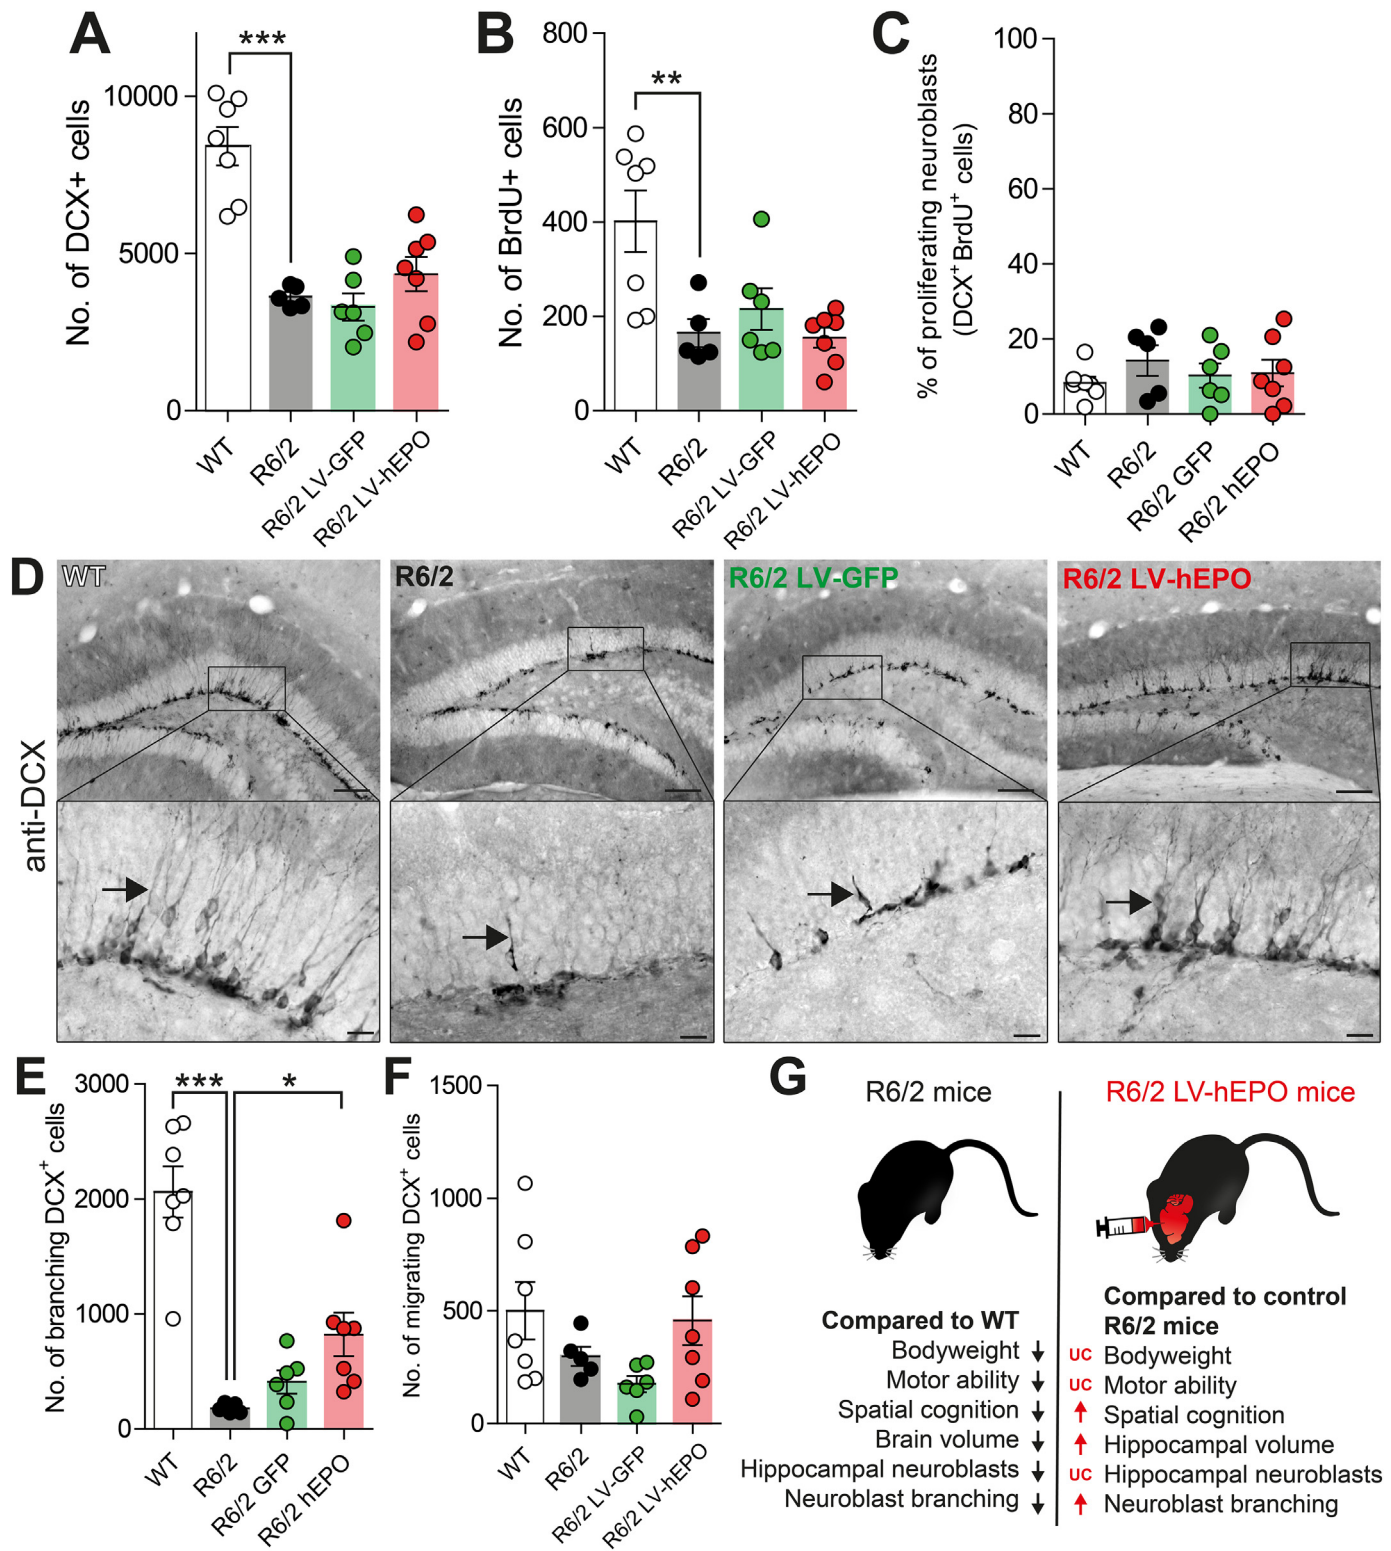 A
No. of DCX+ cells
10000
5000
0
***
WT
R6/2
R6/2 LV-GFP
R6/2 LV-hEPO
B
No. of BrdU+ cells
800
600
400
200
0
**
WT
R6/2
R6/2 LV-GFP
R6/2 LV-hEPO
C
% of proliferating neuroblasts
(DCX⁺BrdU⁺ cells)
100
80
60
40
20
0
WT
R6/2
R6/2 GFP
R6/2 hEPO
D
anti-DCX
WT
R6/2
R6/2 LV-GFP
R6/2 LV-hEPO
E
No. of branching DCX⁺ cells
3000
2000
1000
0
***
*
WT
R6/2
R6/2 GFP
R6/2 hEPO
F
No. of migrating DCX⁺ cells
1500
1000
500
0
WT
R6/2
R6/2 LV-GFP
R6/2 LV-hEPO
G
R6/2 mice
Compared to WT
Bodyweight ↓
Motor ability ↓
Spatial cognition ↓
Brain volume ↓
Hippocampal neuroblasts ↓
Neuroblast branching ↓
R6/2 LV-hEPO mice
Compared to control
R6/2 mice
UC Bodyweight
UC Motor ability
↑ Spatial cognition
↑ Hippocampal volume
UC Hippocampal neuroblasts
↑ Neuroblast branching